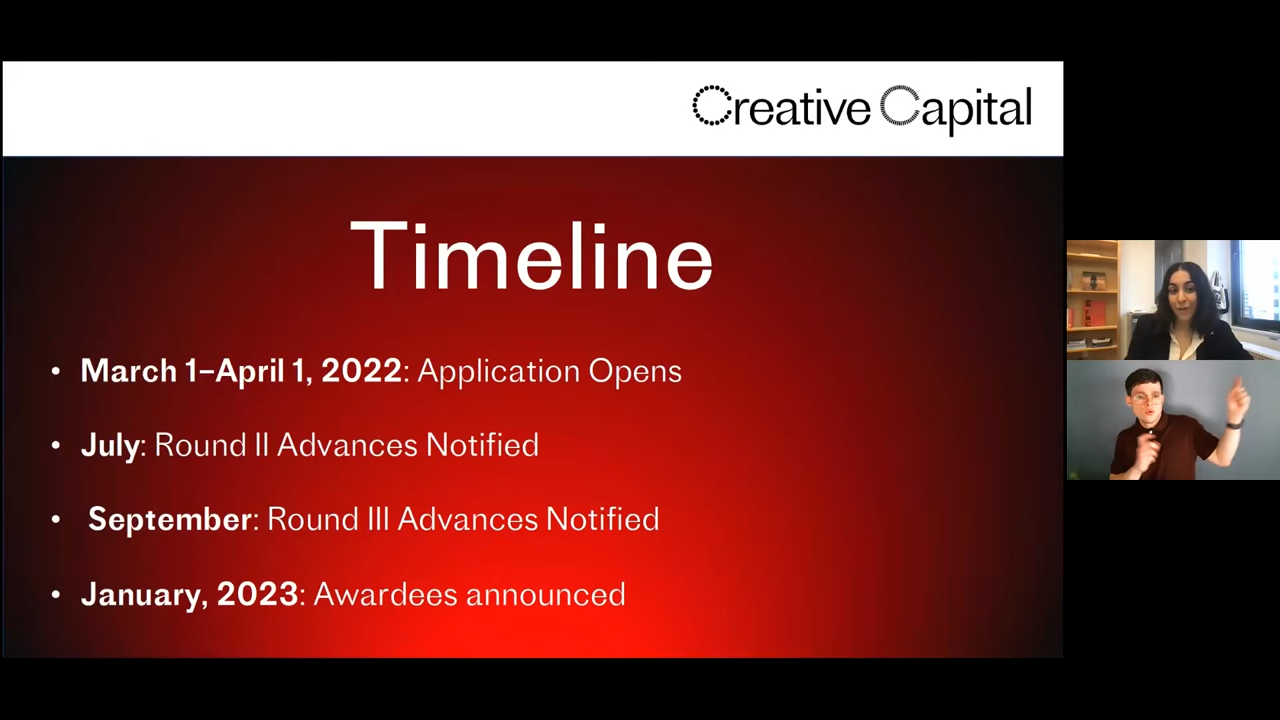 Creative Capital
Timeline
• March 1–April 1, 2022: Application Opens
• July: Round II Advances Notified
• September: Round III Advances Notified
• January, 2023: Awardees announced